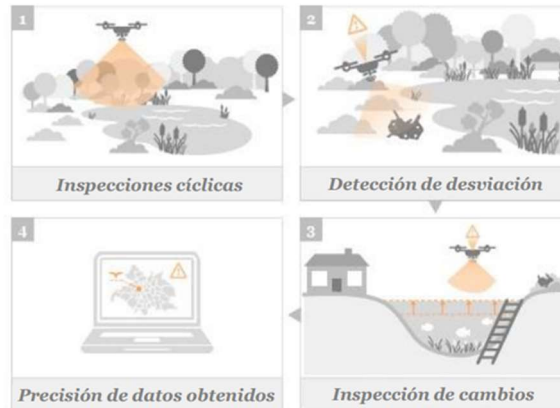 1
Inspecciones cíclicas
2
Detección de desviación
3
Inspección de cambios
4
Precisión de datos obtenidos